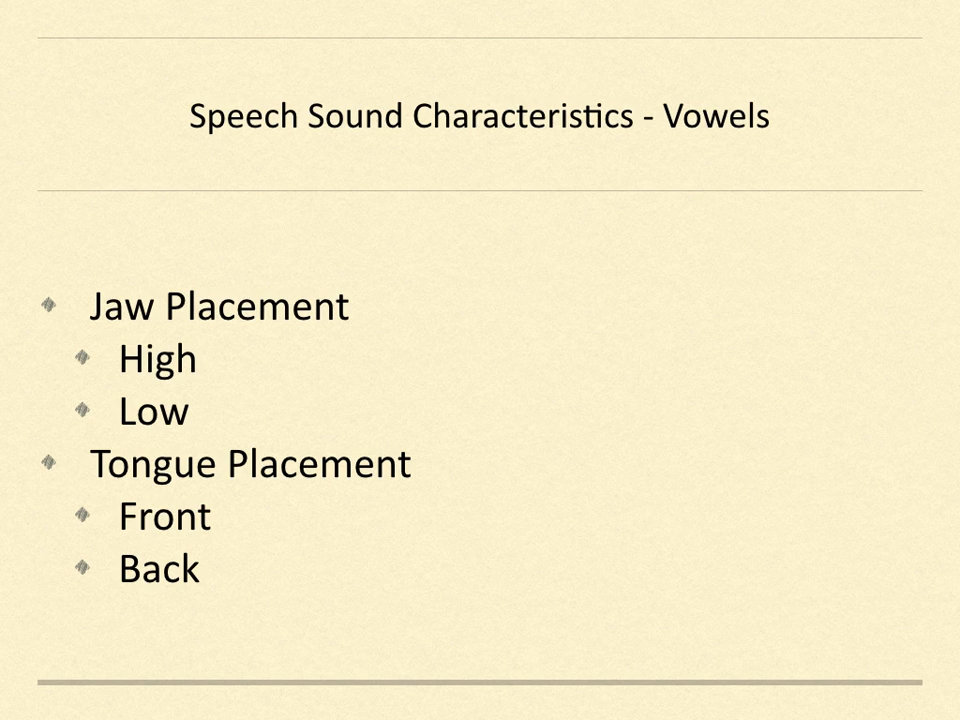 Speech Sound Characteristics - Vowels
Jaw Placement
High
Low
Tongue Placement
Front
Back